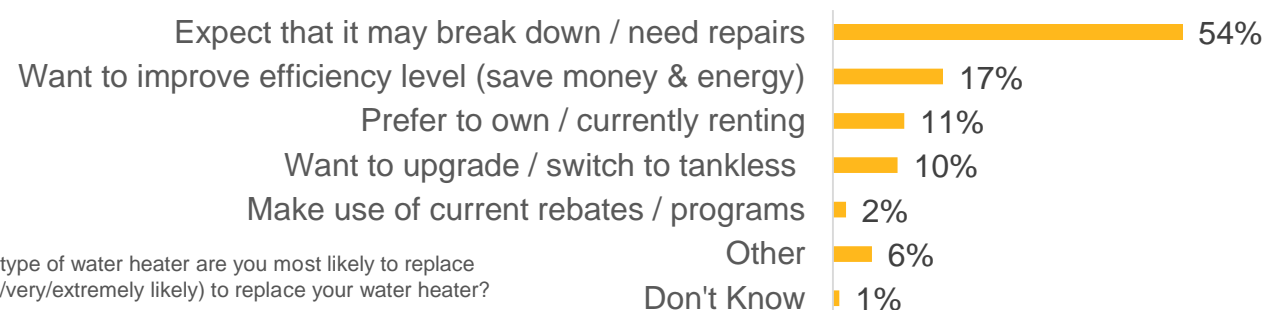 Expect that it may break down / need repairs 54%
Want to improve efficiency level (save money & energy) 17%
Prefer to own / currently renting 11%
Want to upgrade / switch to tankless 10%
Make use of current rebates / programs 2%
Other 6%
type of water heater are you most likely to replace
/very/extremely likely) to replace your water heater?
Don't Know 1%